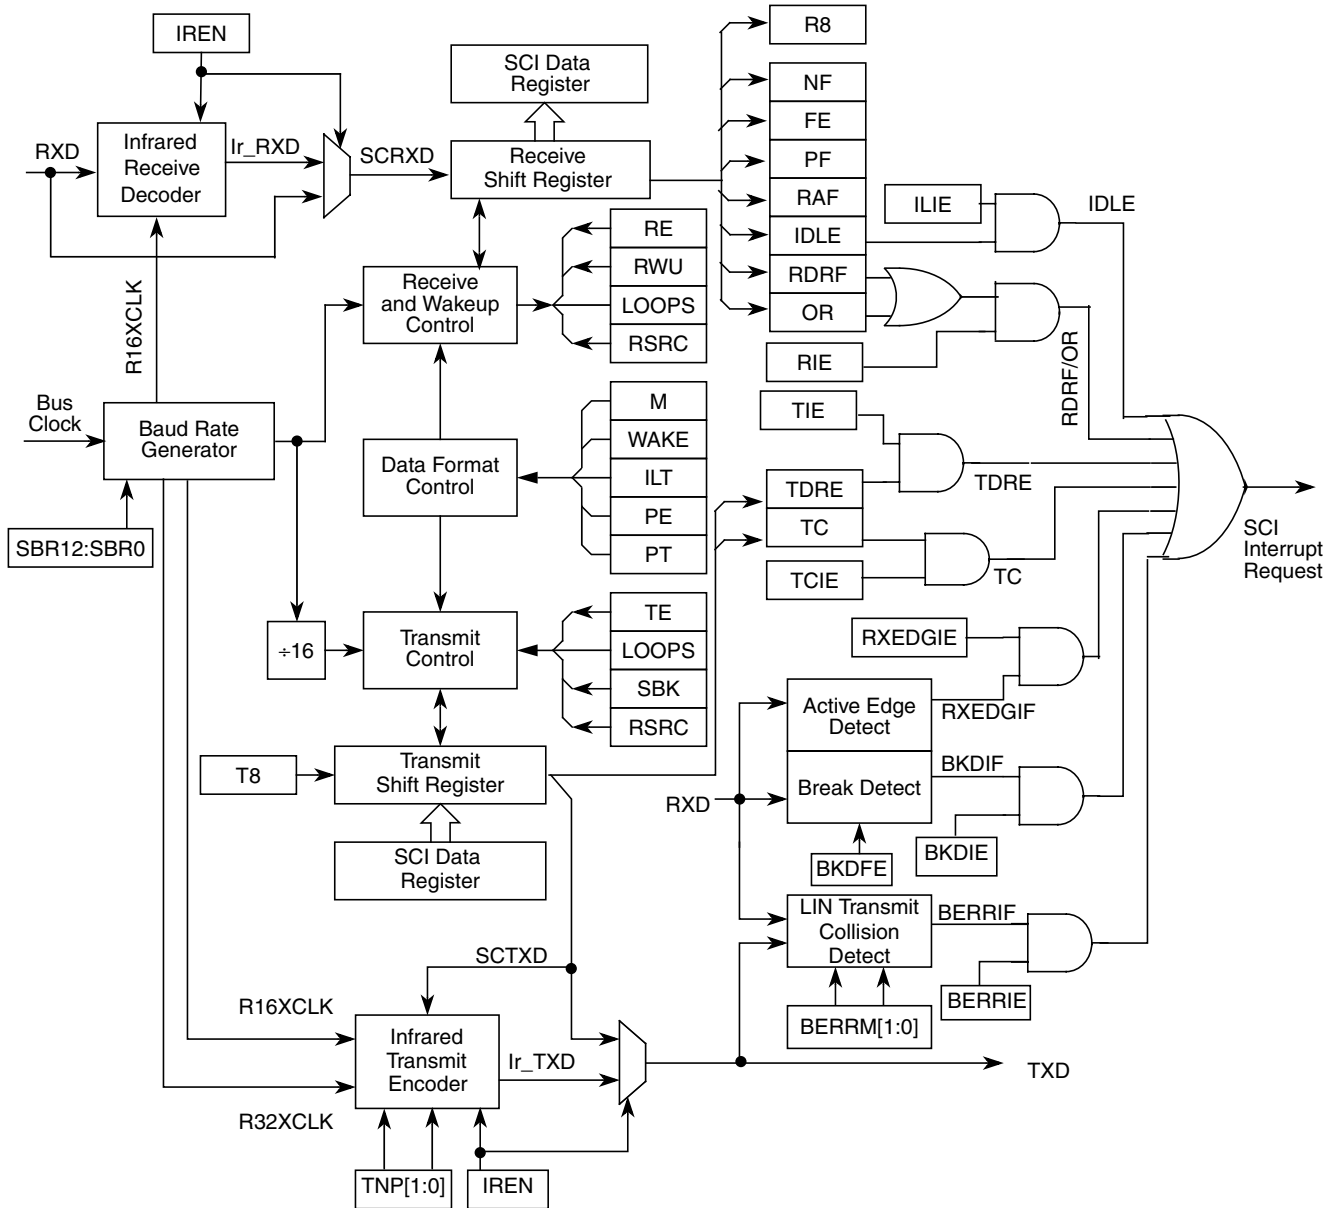 IREN
SCI Data
Register
R8
NF
FE
PF
RAF
IDLE
RDRF
OR
RXD
Infrared
Receive
Decoder
Ir_RXD
SCRXD
Receive
Shift Register
ILIE
IDLE
RE
RWU
LOOPS
RSRC
Receive
and Wakeup
Control
R16XCLK
RIE
RDRF/OR
Bus
Clock
Baud Rate
Generator
M
WAKE
ILT
PE
PT
Data Format
Control
TIE
TDRE
TC
TCIE
TDRE
TC
SCI
Interrupt
Request
SBR12:SBR0
÷16
Transmit
Control
TE
LOOPS
SBK
RSRC
RXEDGIE
Active Edge
Detect
RXEDGIF
T8
Transmit
Shift Register
RXD
Break Detect
BKDIF
BKDIE
BKDFE
SCI Data
Register
LIN Transmit
Collision
Detect
BERRIF
BERRIE
BERRM[1:0]
SCTXD
R16XCLK
Infrared
Transmit
Encoder
Ir_TXD
TXD
R32XCLK
TNP[1:0]
IREN